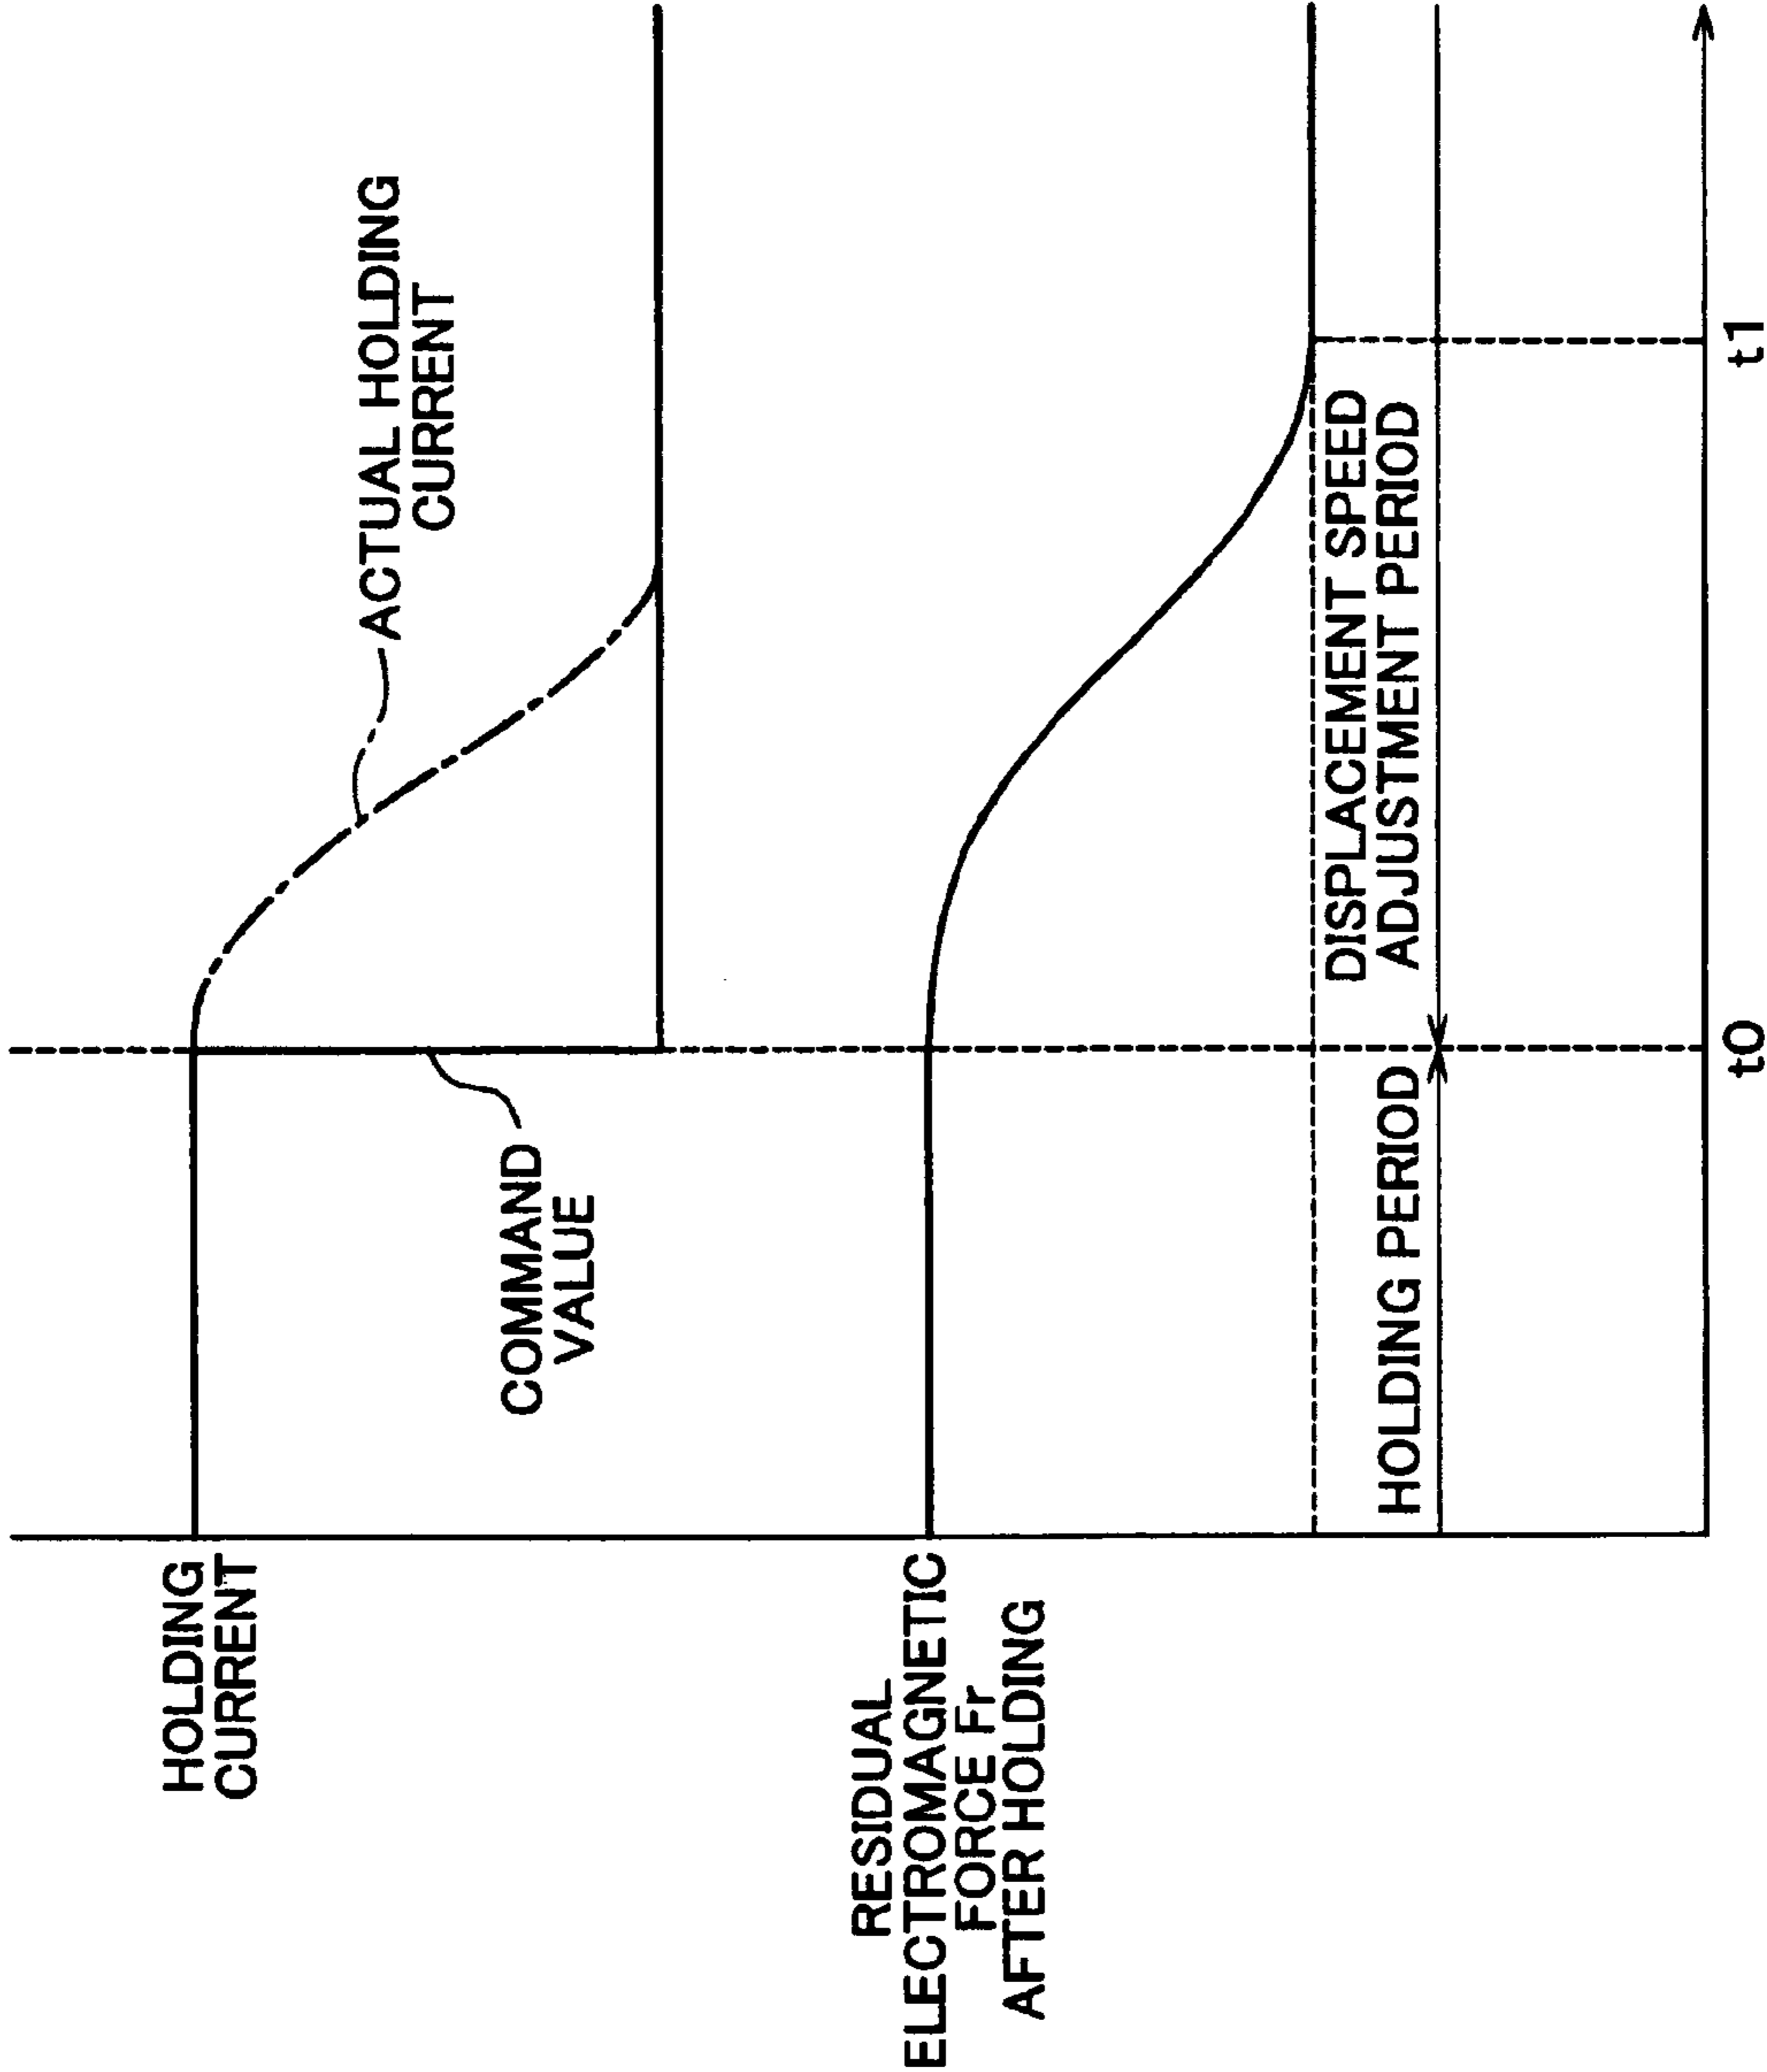 HOLDING
CURRENT
ACTUAL HOLDING
CURRENT
COMMAND
VALUE
RESIDUAL
ELECTROMAGNETIC
FORCE Fr
AFTER HOLDING
HOLDING PERIOD
DISPLACEMENT SPEED
ADJUSTMENT PERIOD
t0
t1